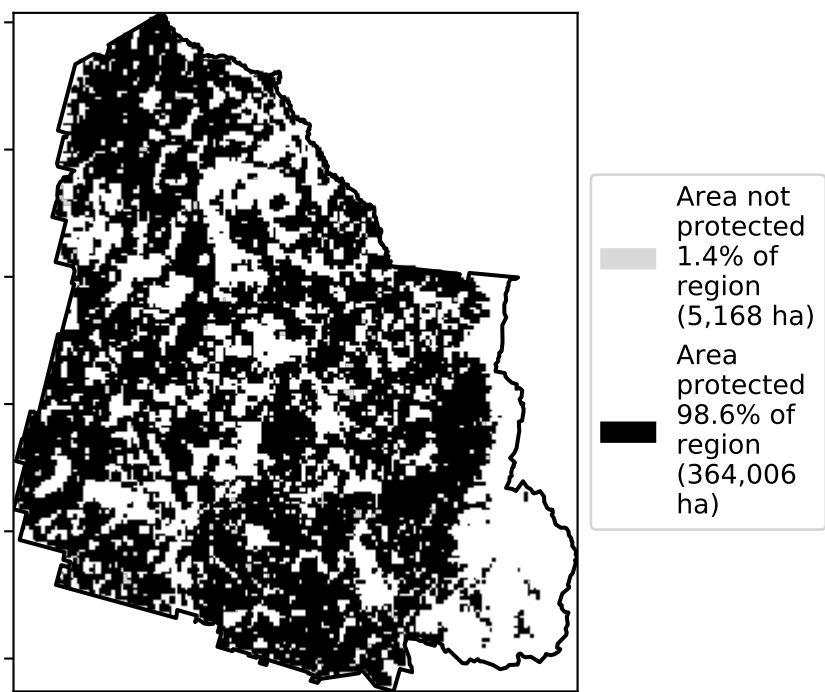 Area not
protected
1.4% of
region
(5,168 ha)
Area
protected
98.6% of
region
(364,006
ha)